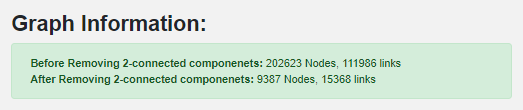 Graph Information:
Before Removing 2-connected componenets: 202623 Nodes, 111986 links
After Removing 2-connected componenets: 9387 Nodes, 15368 links